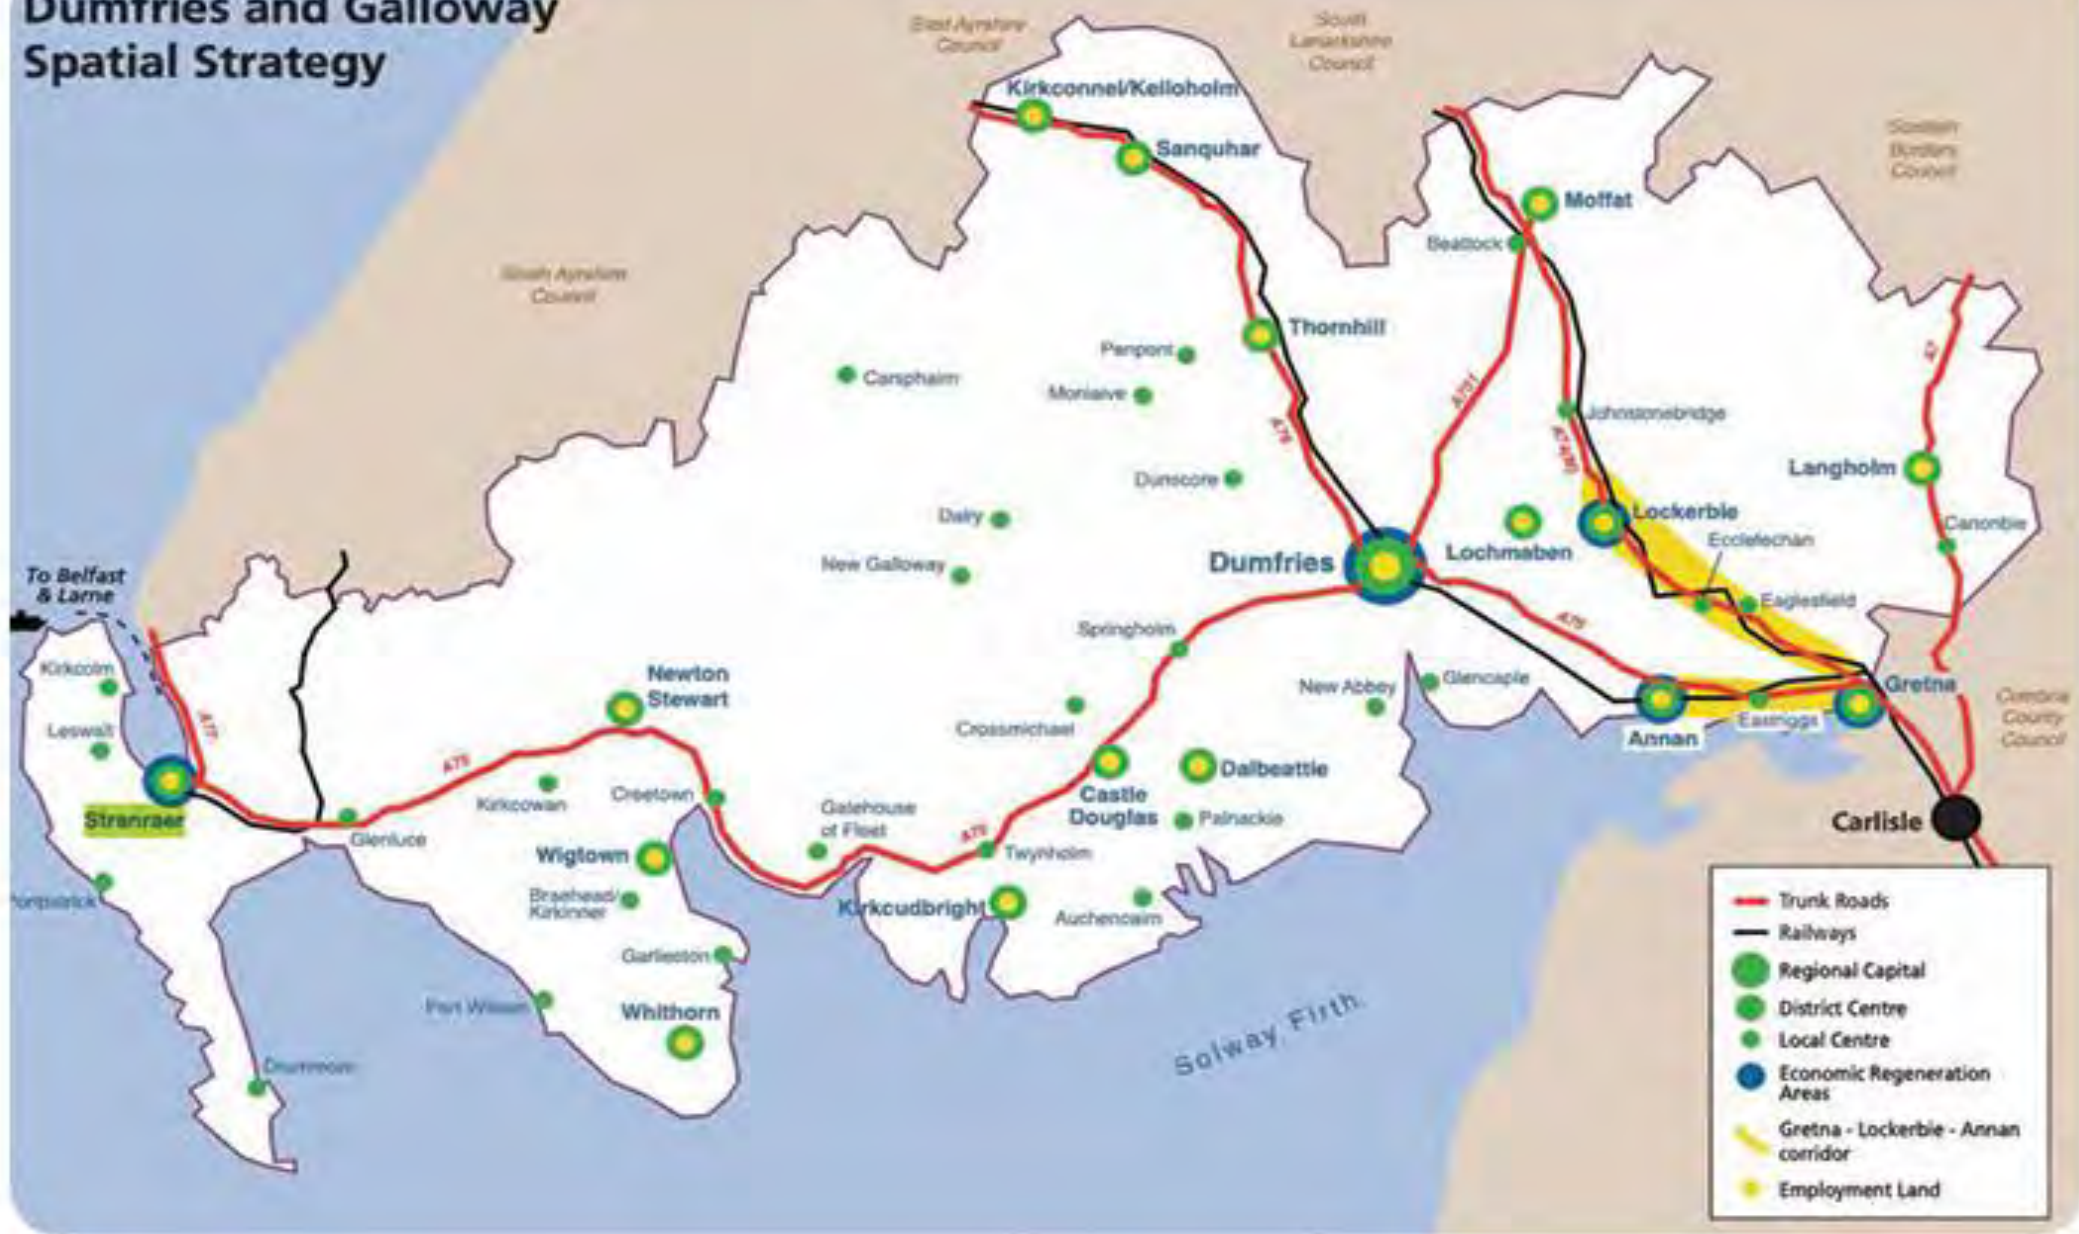 Dumfries and Galloway
Spatial Strategy
East Ayrshire
Council
South
Lanarkshire
Council
Scottish
Borders
Council
South Ayrshire
Council
Cumbria
County
Council
Kirkconnel/Kelloholm
Sanquhar
Moffat
Beattock
Thornhill
Penpont
Moniaive
Carsphairn
A76
A701
Johnstonebridge
A74(M)
A7
Langholm
Canonbie
Dunscore
Dalry
New Galloway
Dumfries
Lochmaben
Lockerbie
Ecclefechan
Eaglesfield
To Belfast
& Larne
Kirkcolm
Leswalt
A77
Stranraer
Newton
Stewart
A75
Kirkcowan
Creetown
Glenluce
Springholm
Crossmichael
New Abbey
Glencaple
A75
Annan
Eastriggs
Gretna
Castle
Douglas
Dalbeattie
Palnackie
Gatehouse
of Fleet
A75
Twynholm
Wigtown
Braehead/
Kirkinner
Kirkcudbright
Auchencairn
Portpatrick
Garlieston
Port William
Whithorn
Drummore
Solway Firth
Carlisle
Trunk Roads
Railways
Regional Capital
District Centre
Local Centre
Economic Regeneration
Areas
Gretna - Lockerbie - Annan
corridor
Employment Land